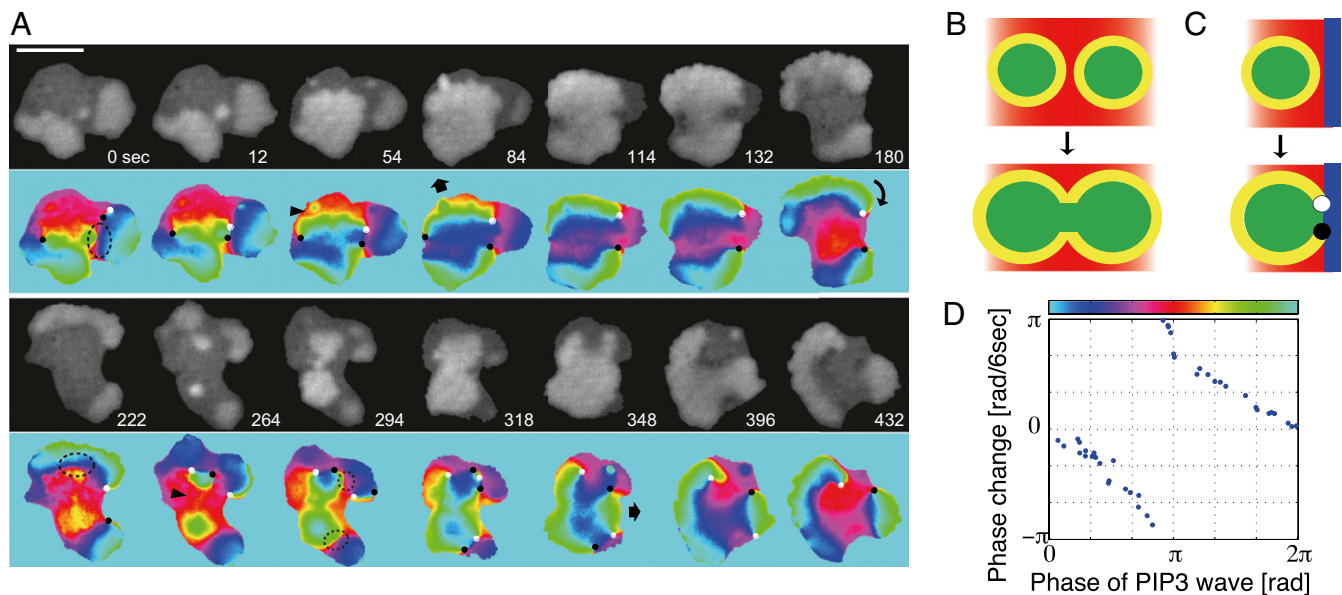 A
B
C
0 sec
12
54
84
114
132
180
222
264
294
318
348
396
432
D
Phase change [rad/6sec]
π
0
-π
0
π
2π
Phase of PIP3 wave [rad]